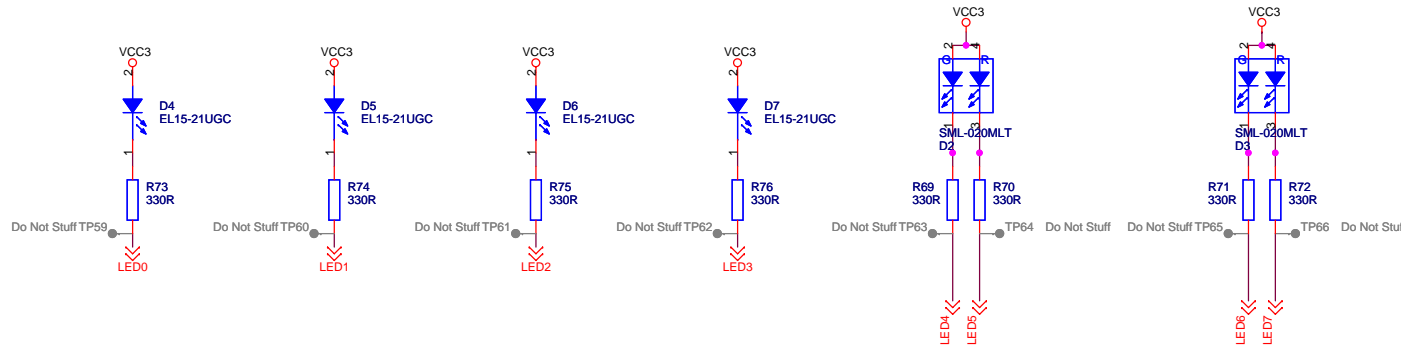 VCC3
2
D4
EL15-21UGC
1
R73
330R
Do Not Stuff TP59
LED0
VCC3
2
D5
EL15-21UGC
1
R74
330R
Do Not Stuff TP60
LED1
VCC3
2
D6
EL15-21UGC
1
R75
330R
Do Not Stuff TP61
LED2
VCC3
2
D7
EL15-21UGC
1
R76
330R
Do Not Stuff TP62
LED3
VCC3
2 4
G R
1 3
SML-020MLT
D2
R69 R70
330R 330R
Do Not Stuff TP63 TP64 Do Not Stuff
LED4 LED5
VCC3
2 4
G R
1 3
SML-020MLT
D3
R71 R72
330R 330R
Do Not Stuff TP65 TP66 Do Not Stuf
LED6 LED7